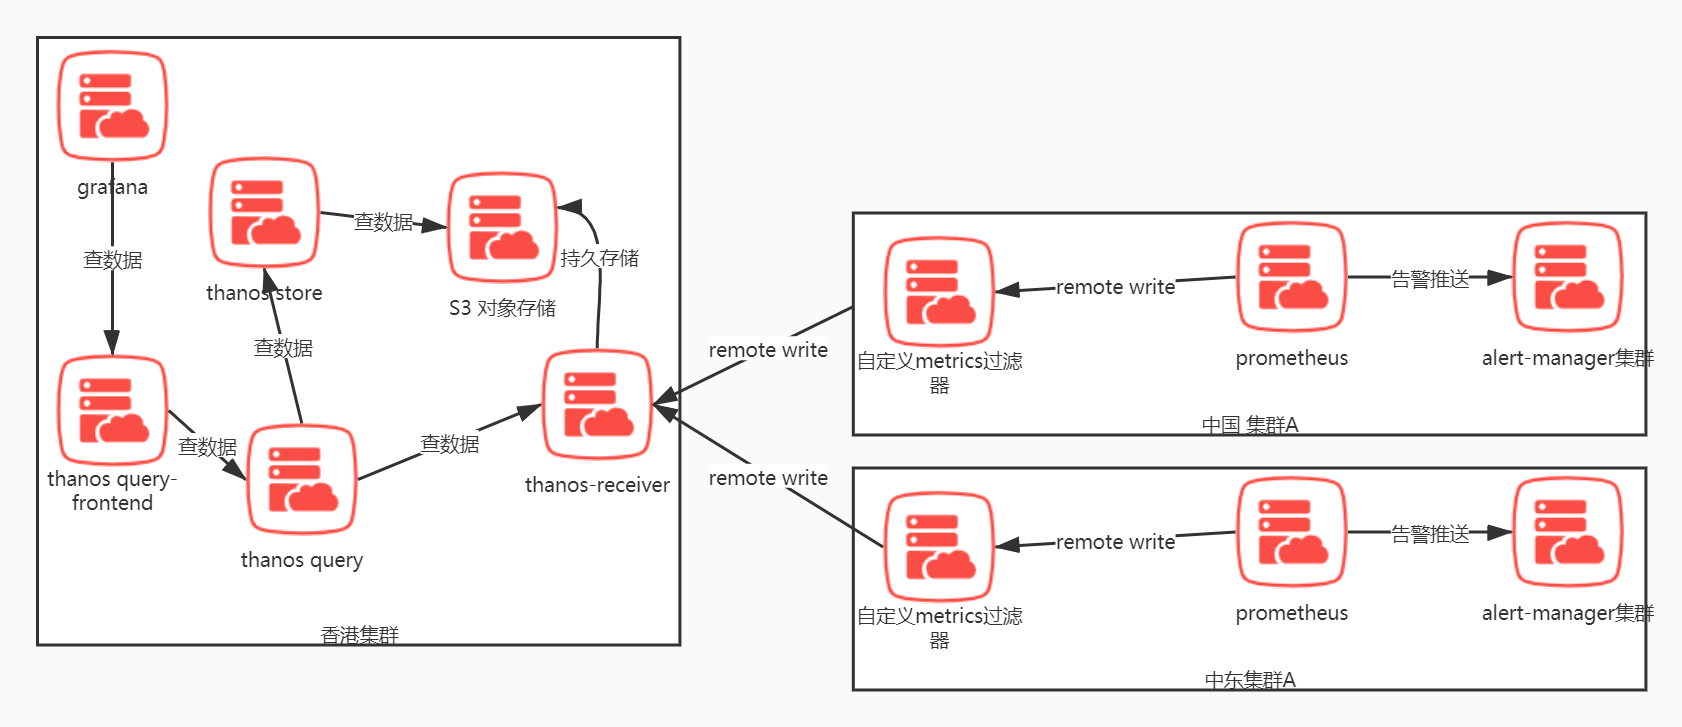 grafana
查数据
thanos query-
frontend
查数据
thanos query
查数据
thanos store
查数据
S3 对象存储
持久存储
查数据
thanos-receiver
香港集群
remote write
remote write
自定义metrics过滤
器
remote write
prometheus
告警推送
alert-manager集群
中国 集群A
自定义metrics过滤
器
remote write
prometheus
告警推送
alert-manager集群
中东集群A